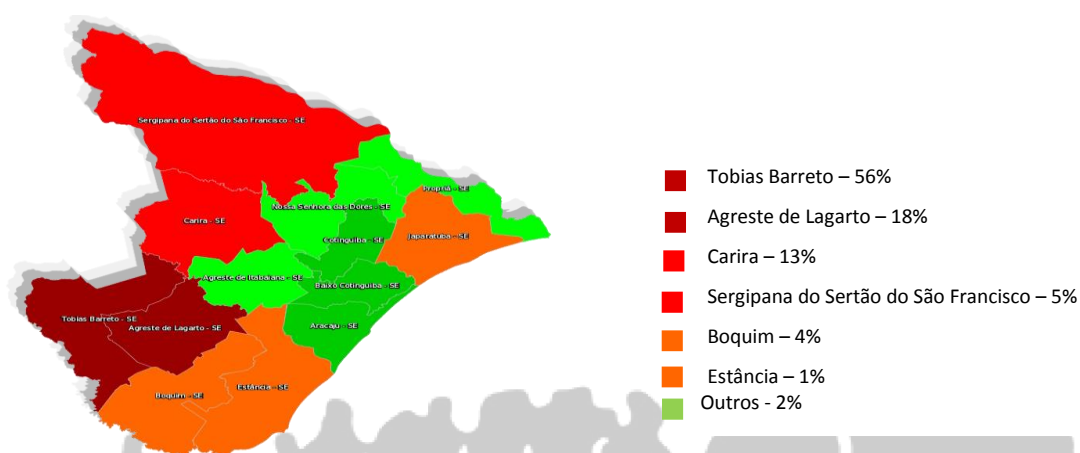 Sergipana do Sertão do São Francisco - SE
Propriá - SE
Nossa Senhora das Dores - SE
Carira - SE
Japaratuba - SE
Cotinguiba - SE
Agreste de Itabaiana - SE
Baixo Cotinguiba - SE
Tobias Barreto - SE
Agreste de Lagarto - SE
Aracaju - SE
Estância - SE
Boquim - SE
Tobias Barreto – 56%
Agreste de Lagarto – 18%
Carira – 13%
Sergipana do Sertão do São Francisco – 5%
Boquim – 4%
Estância – 1%
Outros - 2%